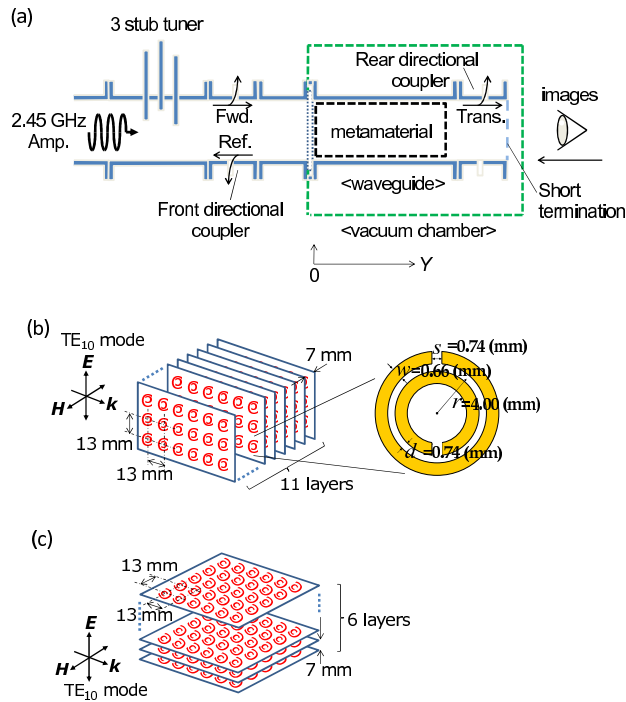 (a)
3 stub tuner
Rear directional
coupler
2.45 GHz
Amp.
Fwd.
Ref.
metamaterial
Trans.
images
Front directional
coupler
<waveguide>
Short
termination
<vacuum chamber>
0
Y
(b)
TE10 mode
E
H
k
7 mm
13 mm
13 mm
11 layers
s=0.74 (mm)
w=0.66 (mm)
r=4.00 (mm)
d=0.74 (mm)
(c)
13 mm
13 mm
6 layers
7 mm
E
H
k
TE10 mode